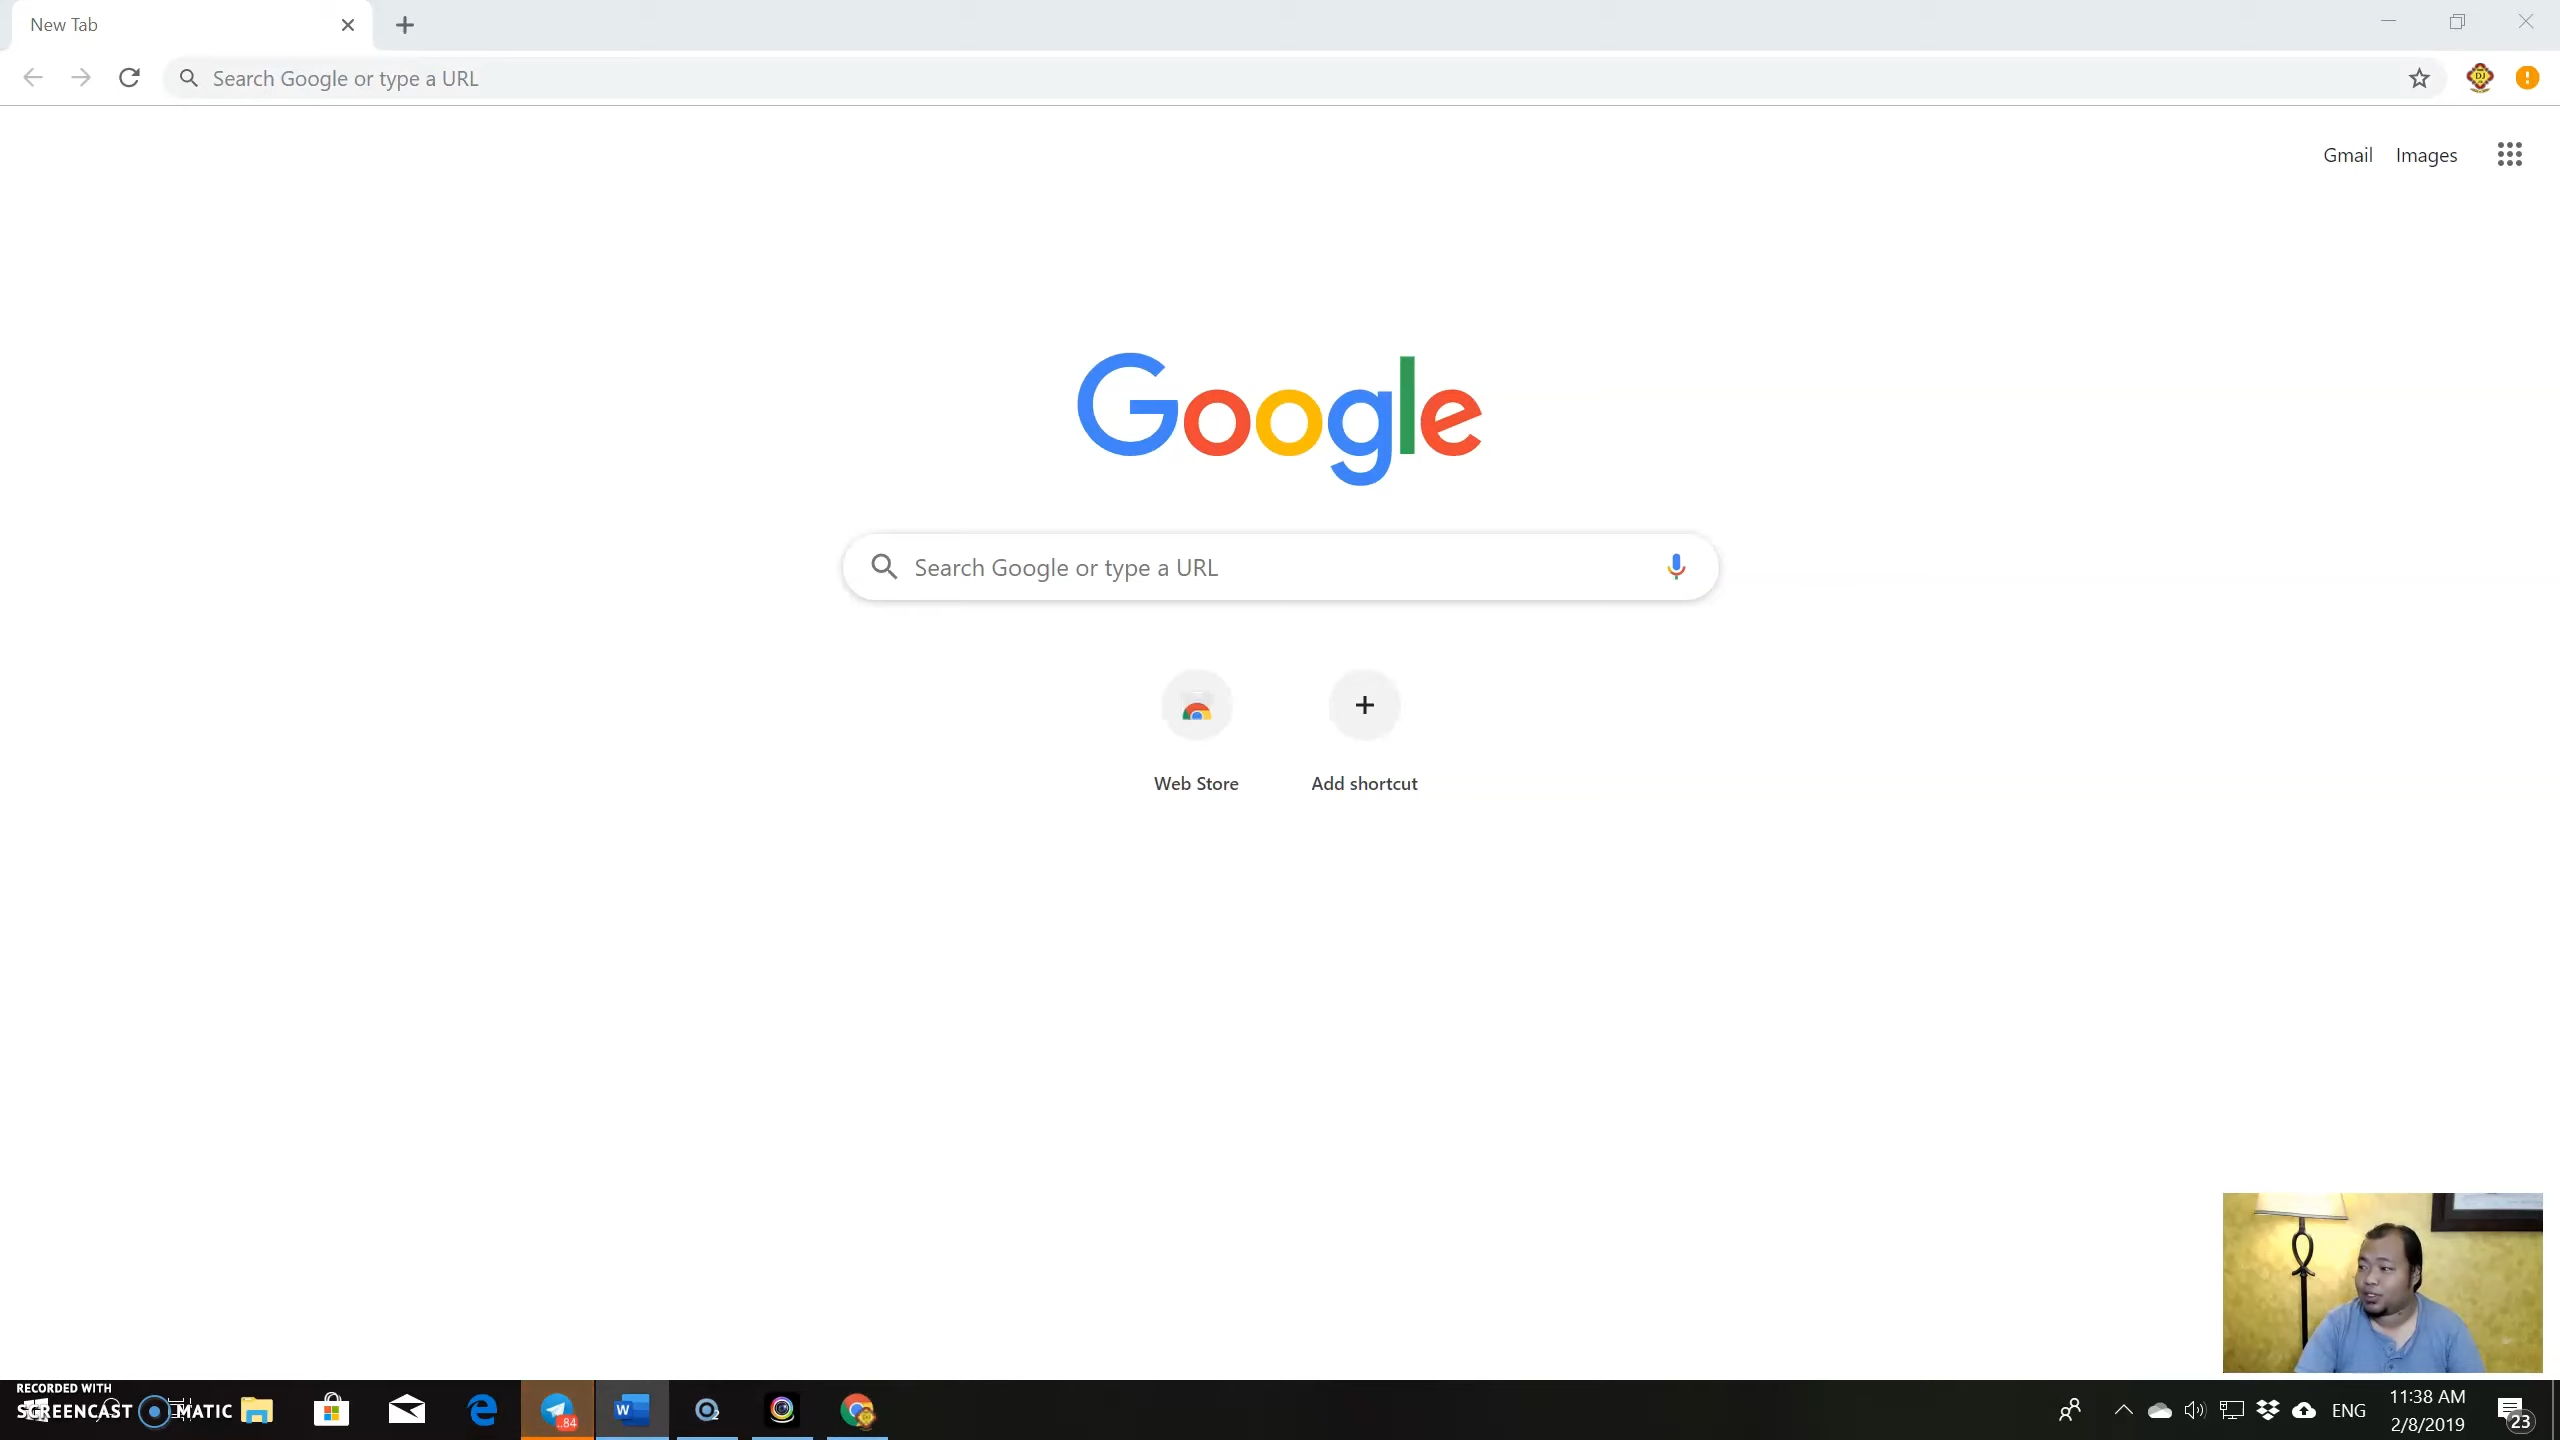 New Tab
Search Google or type a URL
Gmail Images
Google
Search Google or type a URL
Web Store Add shortcut
RECORDED WITH
SCREENCAST MATIC
..84
ENG
11:38 AM
2/8/2019
23